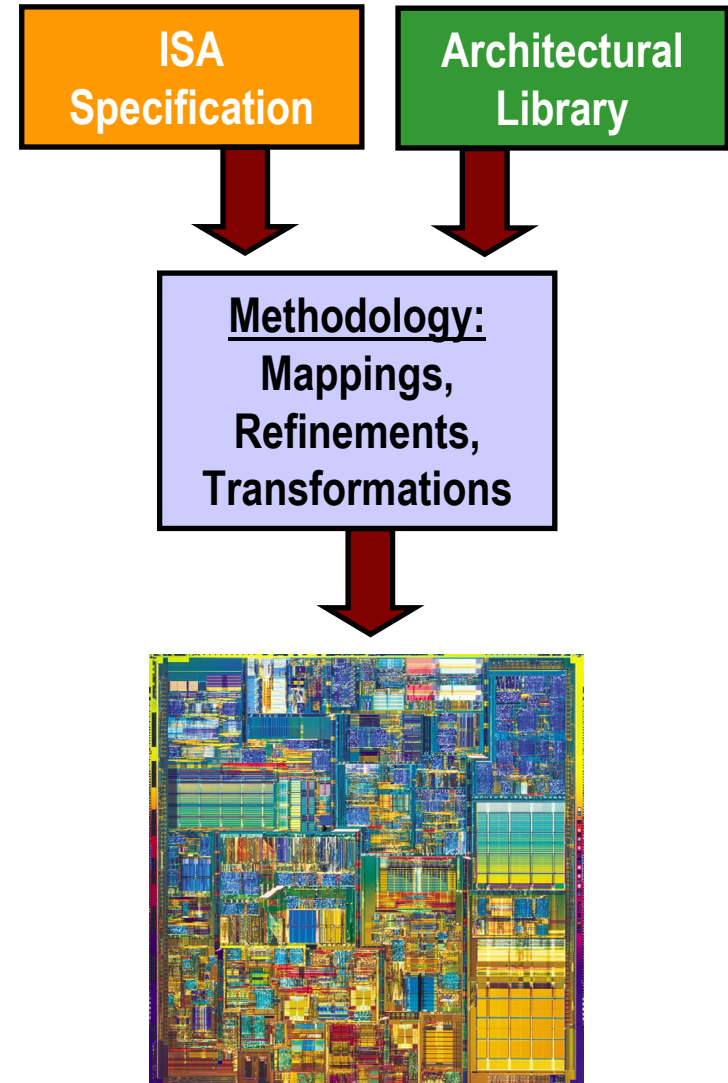 ISA
Specification
Architectural
Library
Methodology:
Mappings,
Refinements,
Transformations